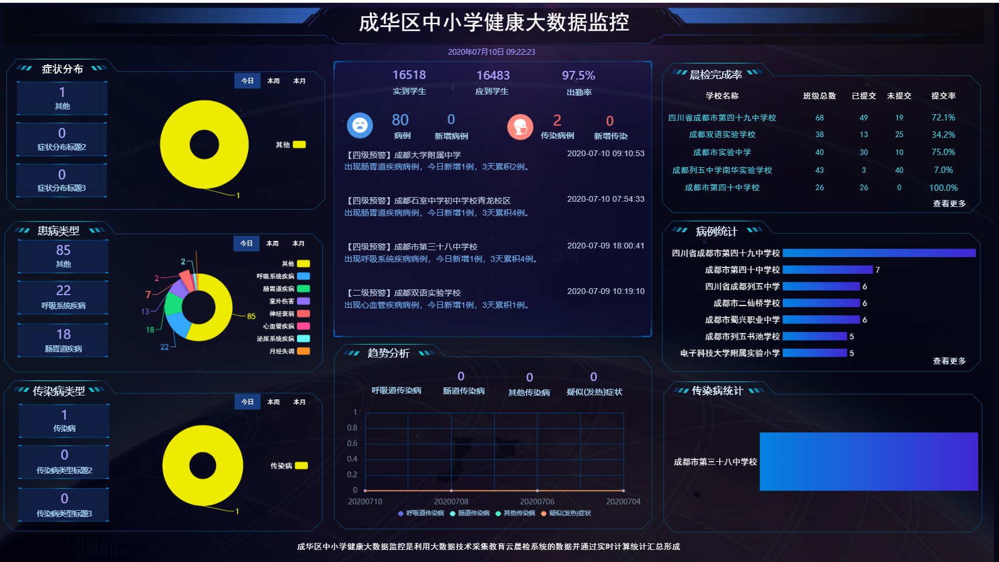 成华区中小学健康大数据监控
2020年07月10日 09:22:23
症状分布
今日 本周 本月
1
其他
0
症状分布标题2
0
症状分布标题3
其他
1
患病类型
今日 本周 本月
85
其他
22
呼吸系统疾病
18
肠胃道疾病
2
2
7
13
18
22
85
其他
呼吸系统疾病
肠胃道疾病
意外伤害
神经衰弱
心血管疾病
泌尿系统疾病
月经失调
传染病类型
今日 本周 本月
1
传染病
0
传染病类型标题2
0
传染病类型标题3
传染病
1
16518 16483 97.5%
实到学生 应到学生 出勤率
80 0 2 0
病例 新增病例 传染病例 新增传染
【四级预警】成都大学附属中学 2020-07-10 09:10:53
出现肠胃道疾病病例，今日新增1例，3天累积2例。
【四级预警】成都石室中学初中学校青龙校区 2020-07-10 07:54:33
出现肠胃道疾病病例，今日新增1例，3天累积4例。
【四级预警】成都市第三十八中学校 2020-07-09 18:00:41
出现呼吸系统疾病病例，今日新增1例，3天累积4例。
【二级预警】成都双语实验学校 2020-07-09 10:19:10
出现心血管疾病病例，今日新增1例，3天累积1例。
趋势分析
0 0 0
呼吸道传染病 肠道传染病 其他传染病 疑似(发热)症状
1
0.8
0.6
0.4
0.2
0
20200710 20200708 20200706 20200704
呼吸道传染病 肠道传染病 其他传染病 疑似(发热)症状
晨检完成率
学校名称 班级总数 已提交 未提交 提交率
四川省成都市第四十九中学校 68 49 19 72.1%
成都双语实验学校 38 13 25 34.2%
成都市实验中学 40 30 10 75.0%
成都列五中学南华实验学校 43 3 40 7.0%
成都市第四十中学校 26 26 0 100.0%
查看更多
病例统计
四川省成都市第四十九中学校
成都市第四十中学校 7
四川省成都列五中学 6
成都市二仙桥学校 6
成都市蜀兴职业中学 6
成都市列五书池学校 5
电子科技大学附属实验小学 5
查看更多
传染病统计
成都市第三十八中学校
成华区中小学健康大数据监控是利用大数据技术采集教育云晨检系统的数据并通过实时计算统计汇总形成